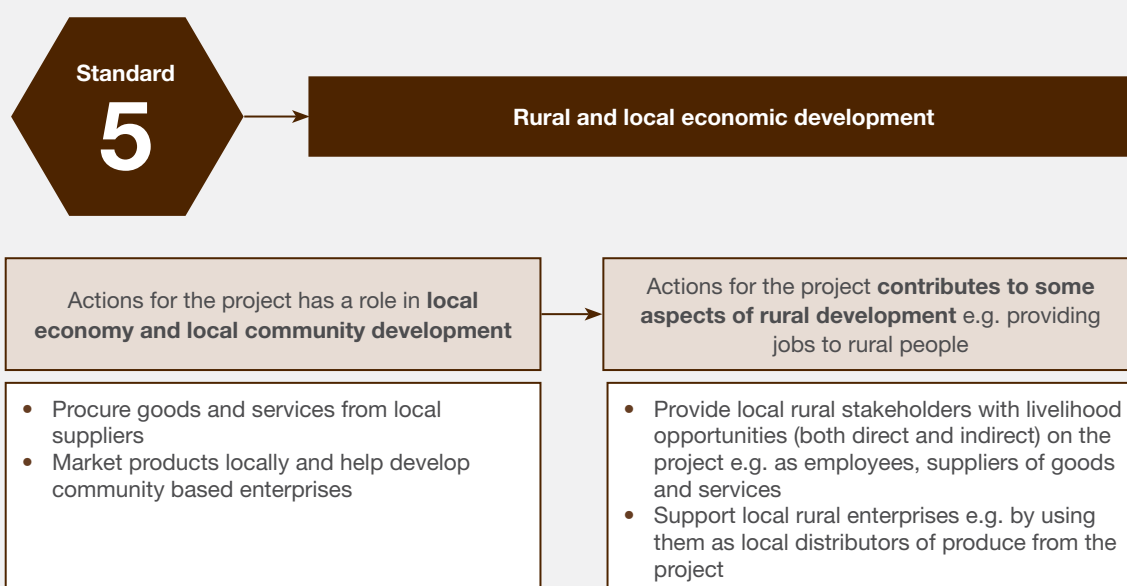 Standard
5
Rural and local economic development
Actions for the project has a role in local
economy and local community development
Actions for the project contributes to some
aspects of rural development e.g. providing
jobs to rural people
• Procure goods and services from local
suppliers
• Market products locally and help develop
community based enterprises
• Provide local rural stakeholders with livelihood
opportunities (both direct and indirect) on the
project e.g. as employees, suppliers of goods
and services
• Support local rural enterprises e.g. by using
them as local distributors of produce from the
project